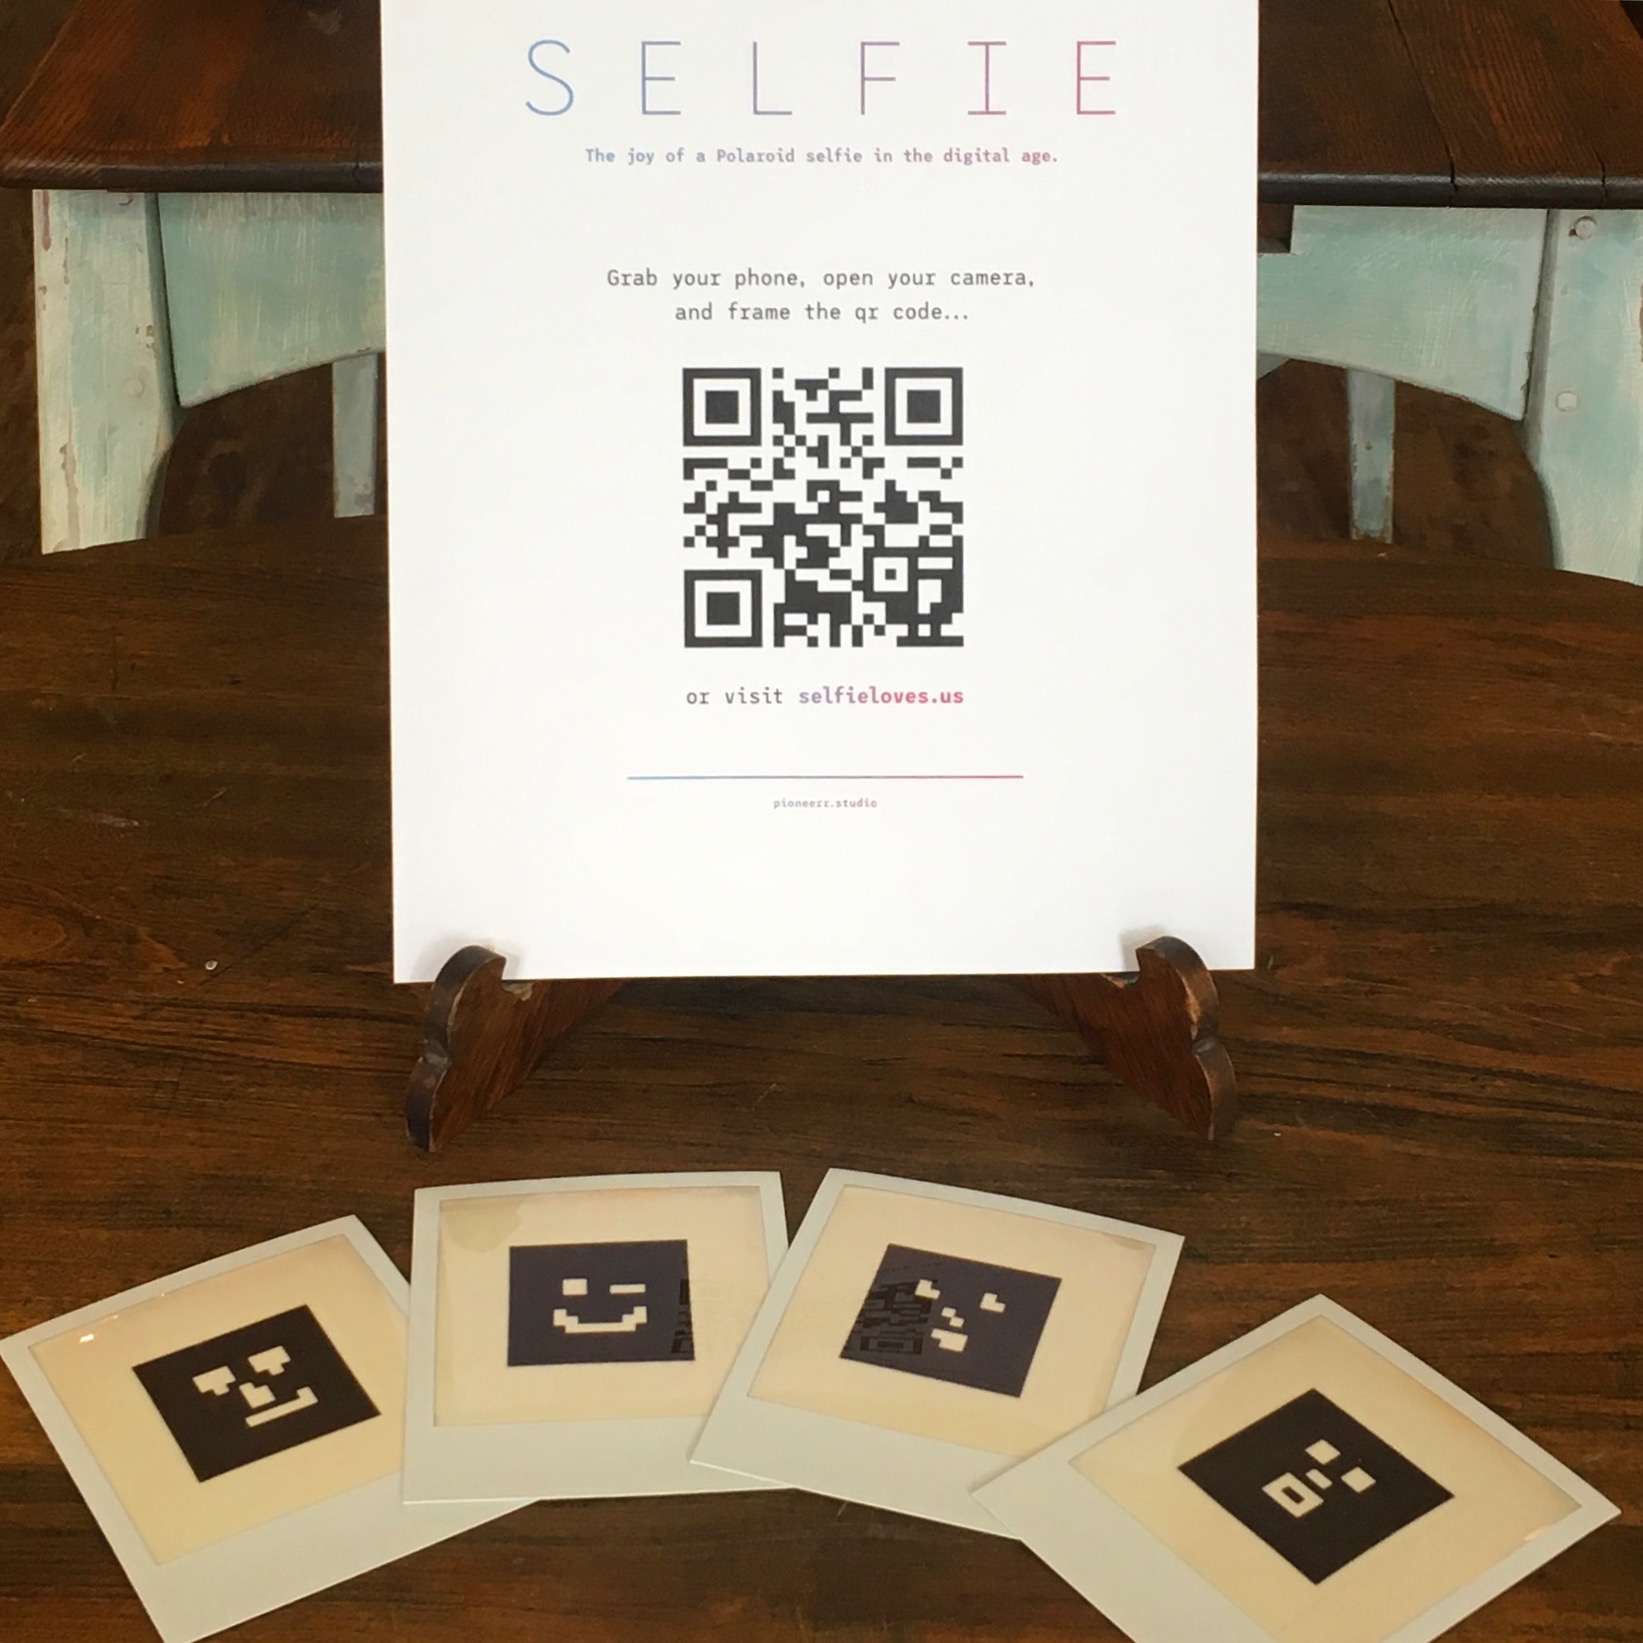 SELFIE
The joy of a Polaroid selfie in the digital age.
Grab your phone, open your camera,
and frame the qr code...
or visit selfieloves.us
pioneerr.studio